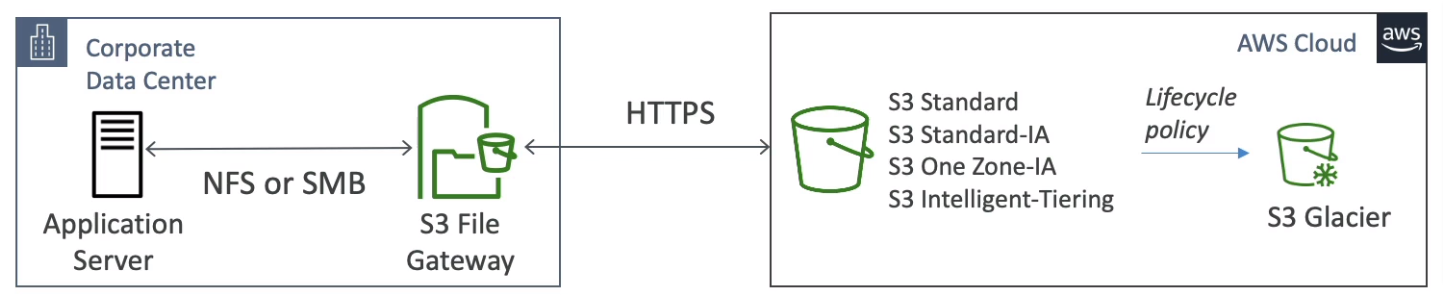 Corporate
Data Center
Application
Server
NFS or SMB
S3 File
Gateway
HTTPS
AWS Cloud
aws
S3 Standard
S3 Standard-IA
S3 One Zone-IA
S3 Intelligent-Tiering
Lifecycle
policy
S3 Glacier